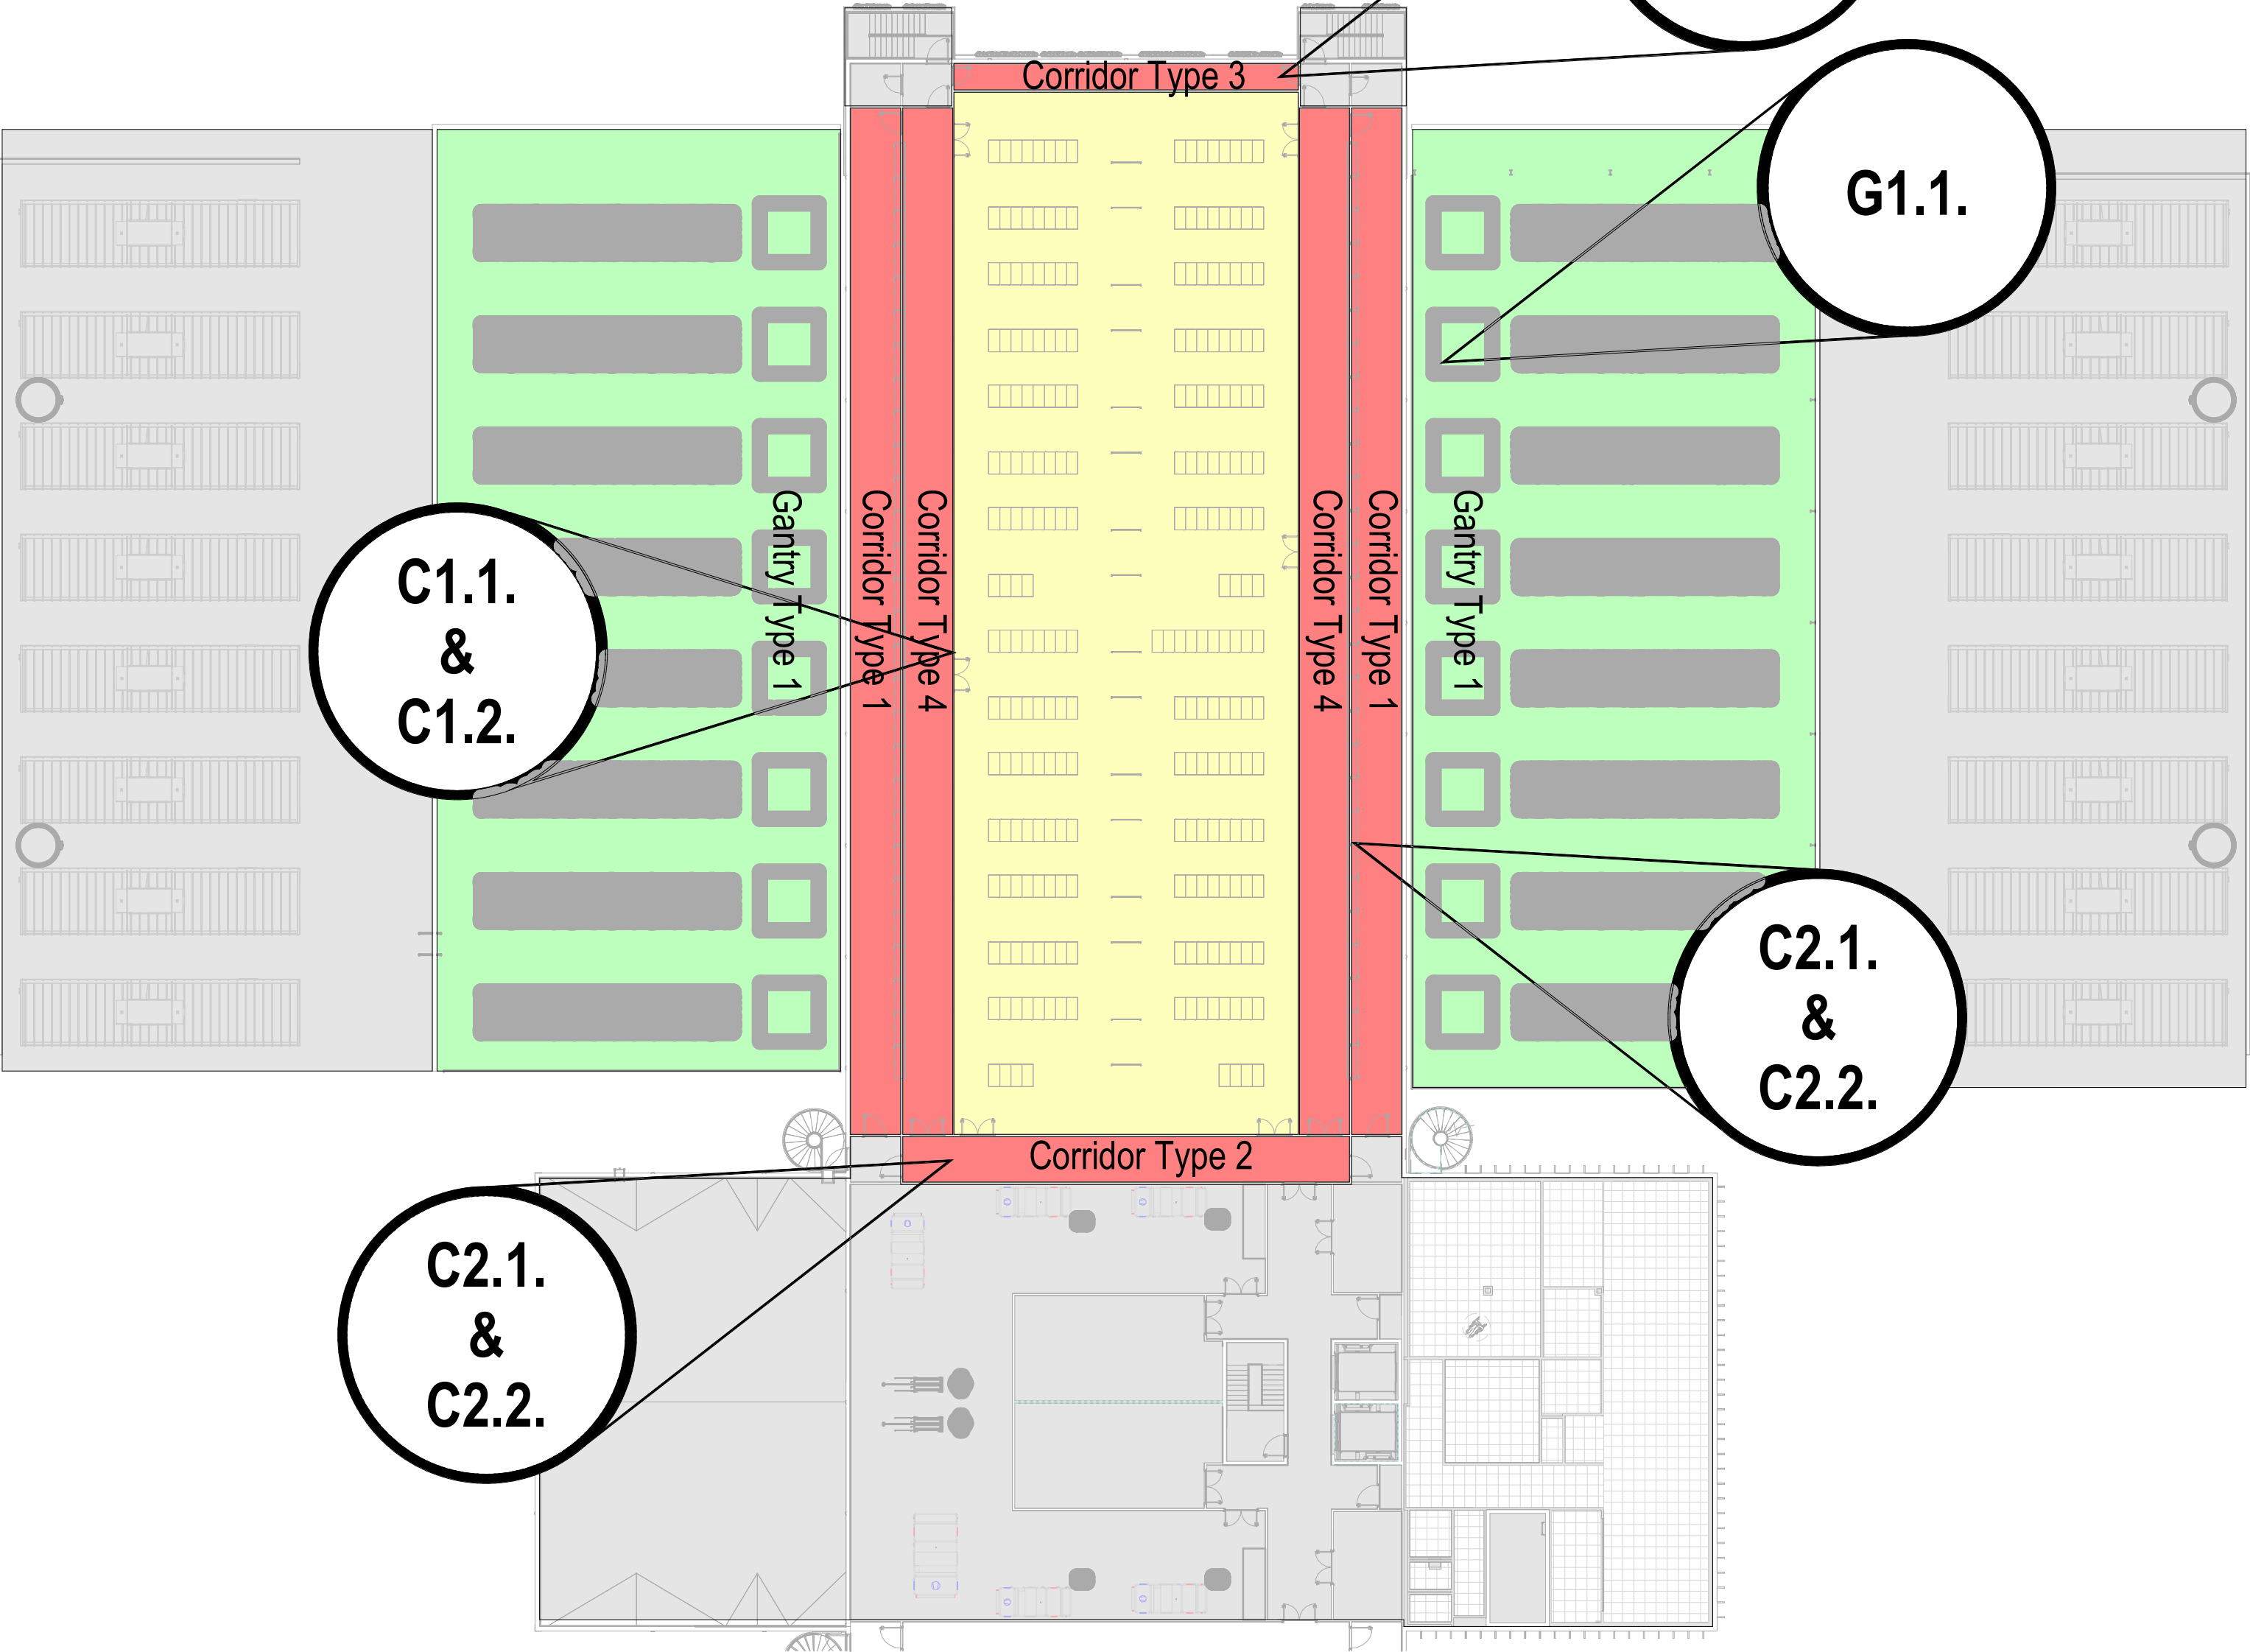 Corridor Type 3
G1.1.
Gantry Type 1
Corridor Type 1
Corridor Type 4
Corridor Type 4
Corridor Type 1
Gantry Type 1
C1.1.
&
C1.2.
C2.1.
&
C2.2.
Corridor Type 2
C2.1.
&
C2.2.